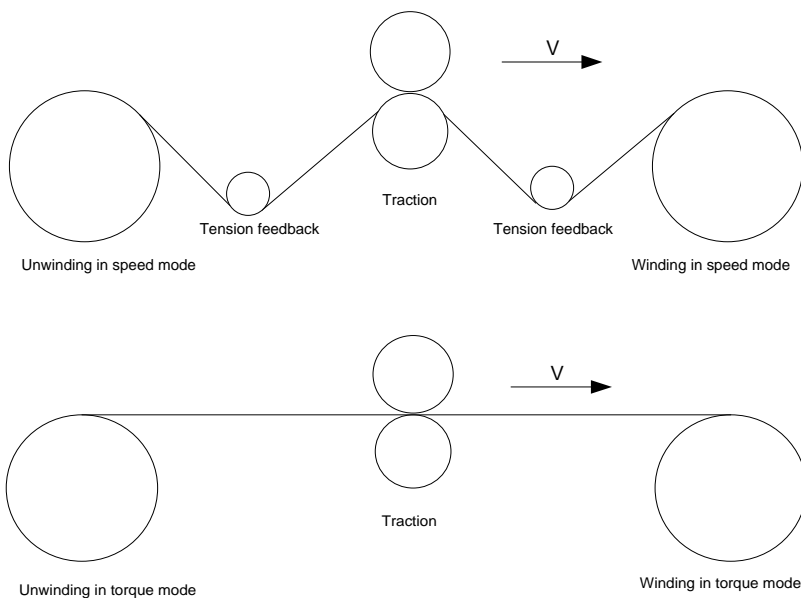 V
Traction
Tension feedback
Tension feedback
Unwinding in speed mode
Winding in speed mode
V
Traction
Unwinding in torque mode
Winding in torque mode